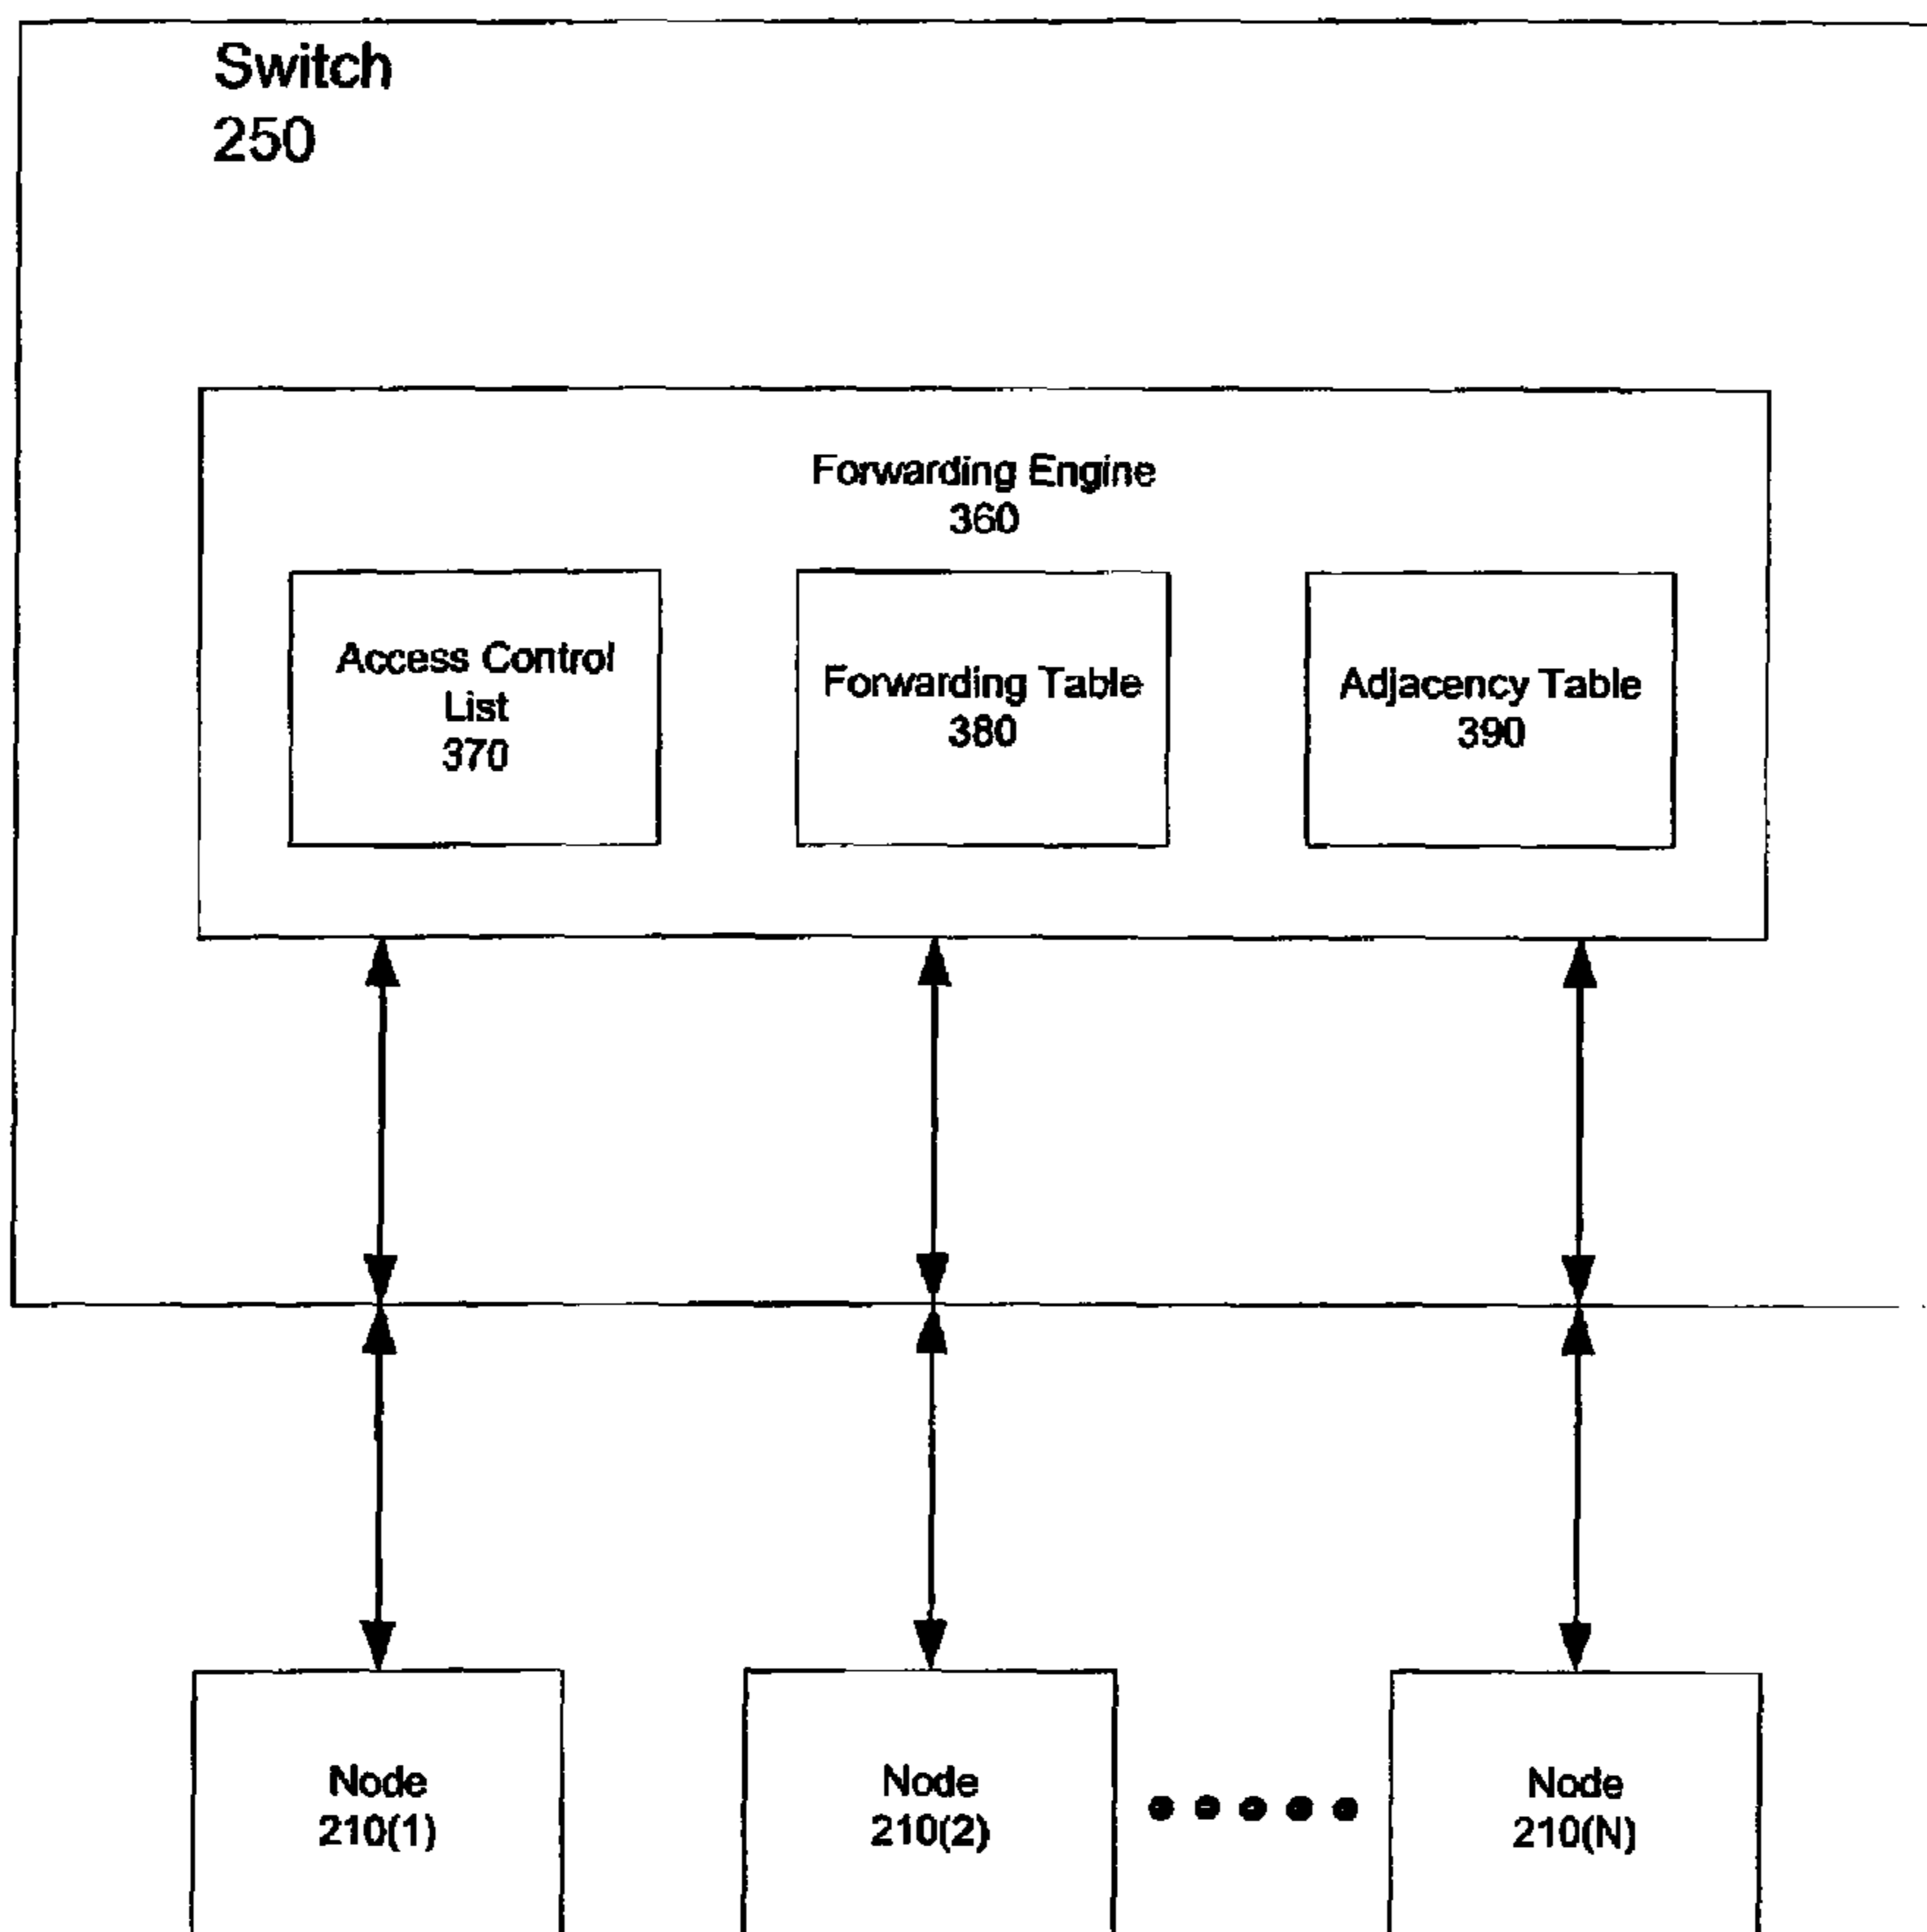 Switch
250
Forwarding Engine
360
Access Control
List
370
Forwarding Table
380
Adjacency Table
390
Node
210(1)
Node
210(2)
Node
210(N)